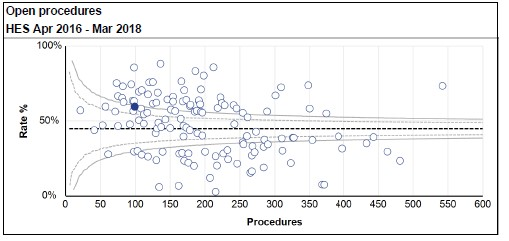 Open procedures
HES Apr 2016 - Mar 2018
100%
50%
0%
Rate %
0 50 100 150 200 250 300 350 400 450 500 550 600
Procedures